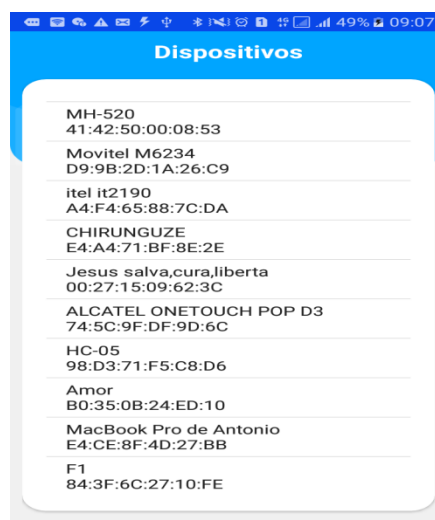 49% 09:07
Dispositivos
MH-520
41:42:50:00:08:53
Movitel M6234
D9:9B:2D:1A:26:C9
itel it2190
A4:F4:65:88:7C:DA
CHIRUNGUZE
E4:A4:71:BF:8E:2E
Jesus salva,cura,liberta
00:27:15:09:62:3C
ALCATEL ONETOUCH POP D3
74:5C:9F:DF:9D:6C
HC-05
98:D3:71:F5:C8:D6
Amor
B0:35:0B:24:ED:10
MacBook Pro de Antonio
E4:CE:8F:4D:27:BB
F1
84:3F:6C:27:10:FE